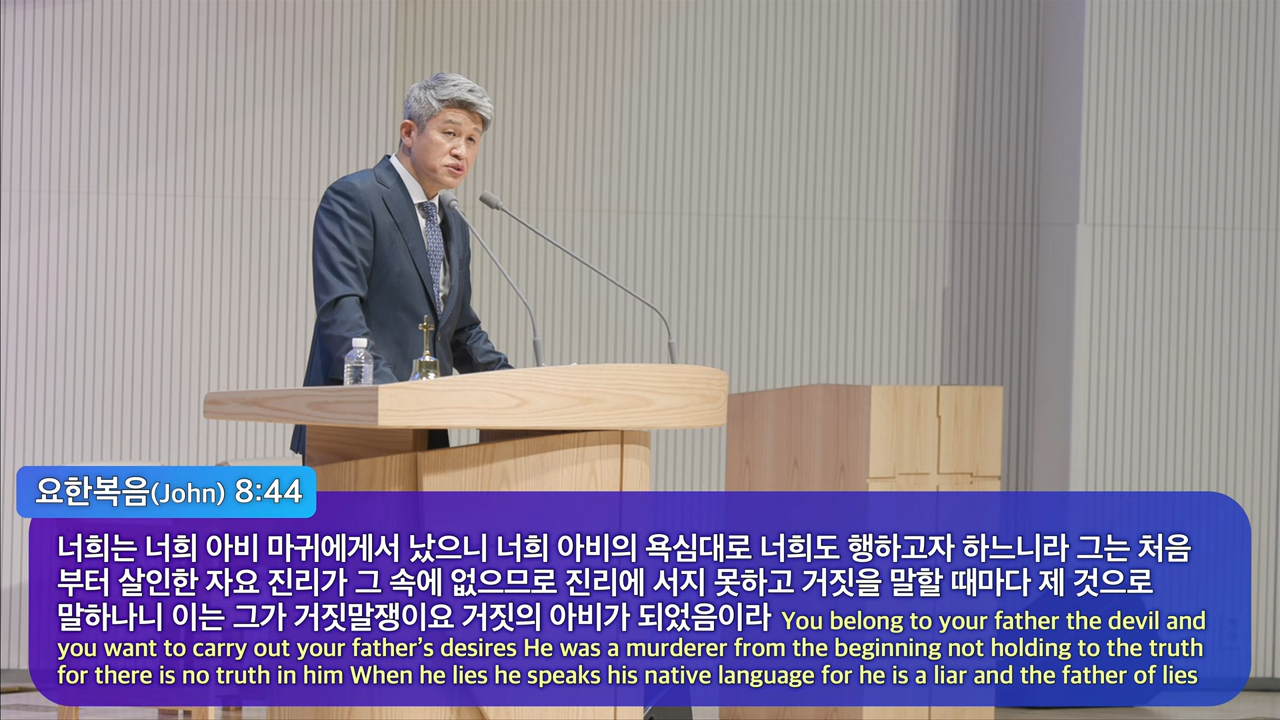 요한복음(John) 8:44
너희는 너희 아비 마귀에게서 났으니 너희 아비의 욕심대로 너희도 행하고자 하느니라 그는 처음
부터 살인한 자요 진리가 그 속에 없으므로 진리에 서지 못하고 거짓을 말할 때마다 제 것으로
말하나니 이는 그가 거짓말쟁이요 거짓의 아비가 되었음이라 You belong to your father the devil and
you want to carry out your father’s desires He was a murderer from the beginning not holding to the truth
for there is no truth in him When he lies he speaks his native language for he is a liar and the father of lies